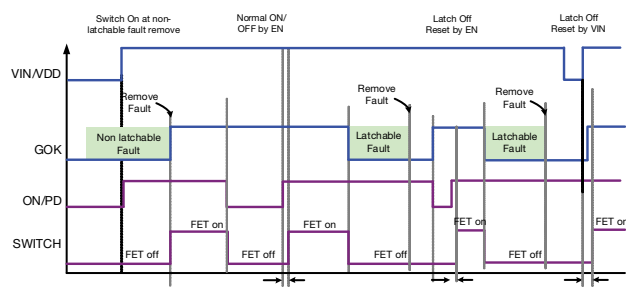 Switch On at non-
latchable fault remove
Normal ON/
OFF by EN
Latch Off
Reset by EN
Latch Off
Reset by VIN
VIN/VDD
Remove
Fault
Remove
Fault
Remove
Fault
Non latchable
Fault
Latchable
Fault
Latchable
Fault
GOK
ON/PD
FET on
FET on
FET on
FET on
SWITCH
FET off
FET off
FET off
FET off